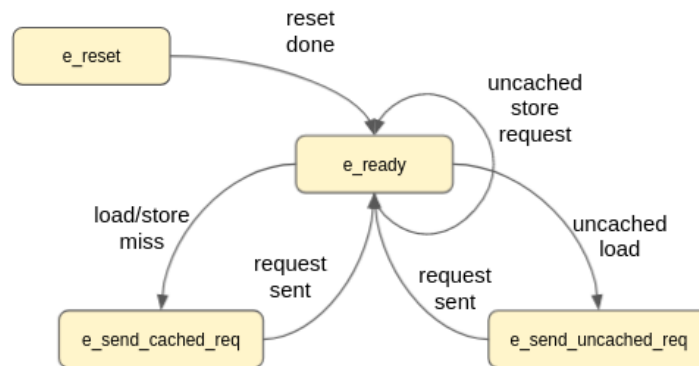 reset
done
e_reset
uncached
store
request
e_ready
load/store
miss
uncached
load
request
sent
request
sent
e_send_cached_req
e_send_uncached_req